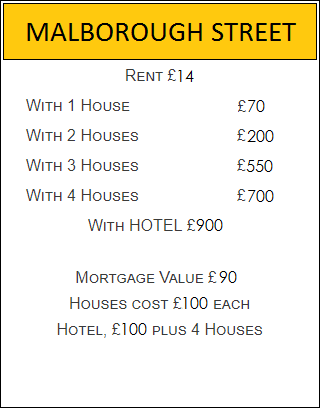 MALBOROUGH STREET
Rent £14
With 1 House £70
With 2 Houses £200
With 3 Houses £550
With 4 Houses £700
With HOTEL £900
Mortgage Value £90
Houses cost £100 each
Hotel, £100 plus 4 Houses